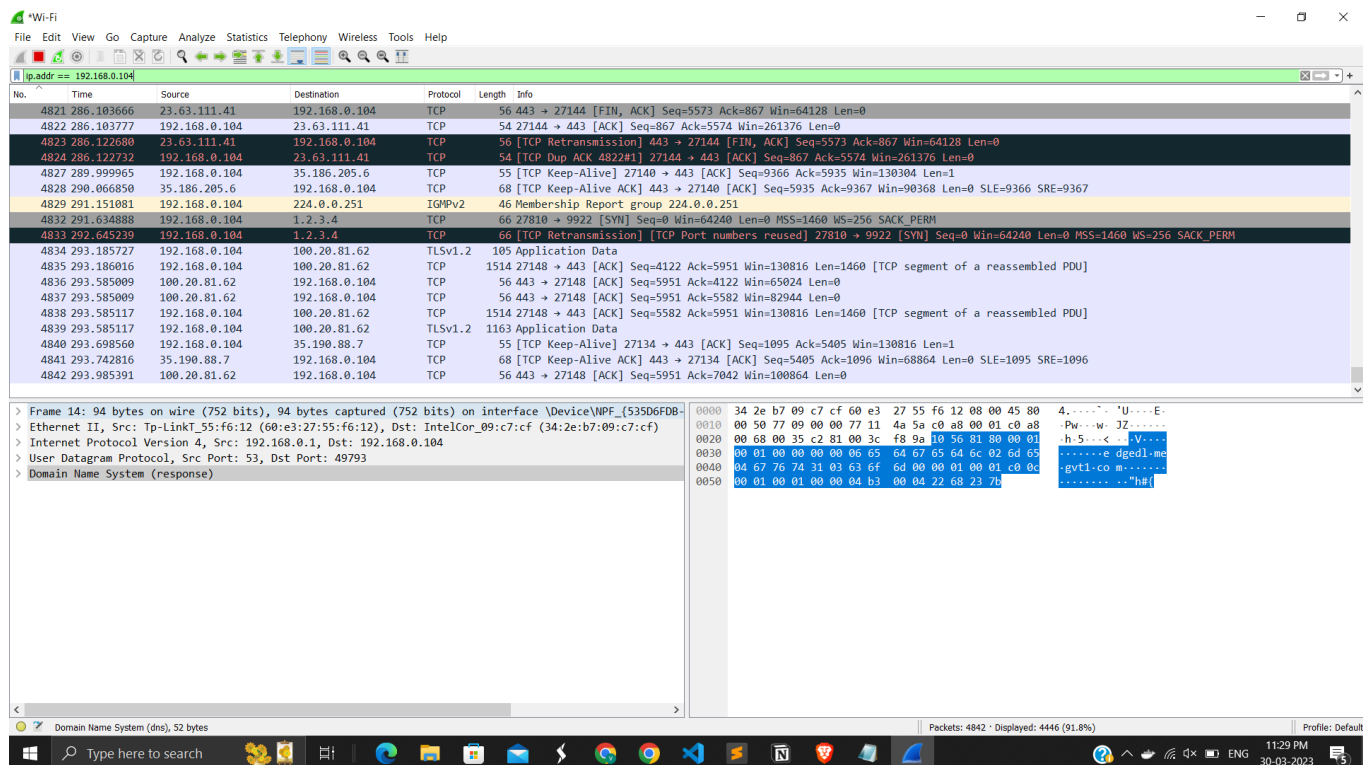 *Wi-Fi
File Edit View Go Capture Analyze Statistics Telephony Wireless Tools Help
ip.addr == 192.168.0.104
No. Time Source Destination Protocol Length Info
4821 286.103666 23.63.111.41 192.168.0.104 TCP 56 443 → 27144 [FIN, ACK] Seq=5573 Ack=867 Win=64128 Len=0
4822 286.103777 192.168.0.104 23.63.111.41 TCP 54 27144 → 443 [ACK] Seq=867 Ack=5574 Win=261376 Len=0
4823 286.122680 23.63.111.41 192.168.0.104 TCP 56 [TCP Retransmission] 443 → 27144 [FIN, ACK] Seq=5573 Ack=867 Win=64128 Len=0
4824 286.122732 192.168.0.104 23.63.111.41 TCP 54 [TCP Dup ACK 4822#1] 27144 → 443 [ACK] Seq=867 Ack=5574 Win=261376 Len=0
4827 289.999965 192.168.0.104 35.186.205.6 TCP 55 [TCP Keep-Alive] 27140 → 443 [ACK] Seq=9366 Ack=5935 Win=130304 Len=1
4828 290.066850 35.186.205.6 192.168.0.104 TCP 68 [TCP Keep-Alive ACK] 443 → 27140 [ACK] Seq=5935 Ack=9367 Win=90368 Len=0 SLE=9366 SRE=9367
4829 291.151081 192.168.0.104 224.0.0.251 IGMPv2 46 Membership Report group 224.0.0.251
4832 291.634888 192.168.0.104 1.2.3.4 TCP 66 27810 → 9922 [SYN] Seq=0 Win=64240 Len=0 MSS=1460 WS=256 SACK_PERM
4833 292.645239 192.168.0.104 1.2.3.4 TCP 66 [TCP Retransmission] [TCP Port numbers reused] 27810 → 9922 [SYN] Seq=0 Win=64240 Len=0 MSS=1460 WS=256 SACK_PERM
4834 293.185727 192.168.0.104 100.20.81.62 TLSv1.2 105 Application Data
4835 293.186016 192.168.0.104 100.20.81.62 TCP 1514 27148 → 443 [ACK] Seq=4122 Ack=5951 Win=130816 Len=1460 [TCP segment of a reassembled PDU]
4836 293.585009 100.20.81.62 192.168.0.104 TCP 56 443 → 27148 [ACK] Seq=5951 Ack=4122 Win=65024 Len=0
4837 293.585009 100.20.81.62 192.168.0.104 TCP 56 443 → 27148 [ACK] Seq=5951 Ack=5582 Win=82944 Len=0
4838 293.585117 192.168.0.104 100.20.81.62 TCP 1514 27148 → 443 [ACK] Seq=5582 Ack=5951 Win=130816 Len=1460 [TCP segment of a reassembled PDU]
4839 293.585117 192.168.0.104 100.20.81.62 TLSv1.2 1163 Application Data
4840 293.698560 192.168.0.104 35.190.88.7 TCP 55 [TCP Keep-Alive] 27134 → 443 [ACK] Seq=1095 Ack=5405 Win=130816 Len=1
4841 293.742816 35.190.88.7 192.168.0.104 TCP 68 [TCP Keep-Alive ACK] 443 → 27134 [ACK] Seq=5405 Ack=1096 Win=68864 Len=0 SLE=1095 SRE=1096
4842 293.985391 100.20.81.62 192.168.0.104 TCP 56 443 → 27148 [ACK] Seq=5951 Ack=7042 Win=100864 Len=0
> Frame 14: 94 bytes on wire (752 bits), 94 bytes captured (752 bits) on interface \Device\NPF_{535D6FDB-
> Ethernet II, Src: Tp-LinkT_55:f6:12 (60:e3:27:55:f6:12), Dst: IntelCor_09:c7:cf (34:2e:b7:09:c7:cf)
> Internet Protocol Version 4, Src: 192.168.0.1, Dst: 192.168.0.104
> User Datagram Protocol, Src Port: 53, Dst Port: 49793
> Domain Name System (response)
0000 34 2e b7 09 c7 cf 60 e3 27 55 f6 12 08 00 45 80 4.····`· 'U····E·
0010 00 50 77 09 00 00 77 11 4a 5a c0 a8 00 01 c0 a8 ·Pw···w· JZ······
0020 00 68 00 35 c2 81 00 3c f8 9a 10 56 81 80 00 01 ·h·5···< ···V····
0030 00 01 00 00 00 00 06 65 64 67 65 64 6c 02 6d 65 ·······e dgedl·me
0040 04 67 76 74 31 03 63 6f 6d 00 00 01 00 01 c0 0c ·gvt1·co m·······
0050 00 01 00 01 00 00 04 b3 00 04 22 68 23 7b ········ ··"h#{
Domain Name System (dns), 52 bytes
Packets: 4842 · Displayed: 4446 (91.8%)
Profile: Default
Type here to search
ENG
11:29 PM
30-03-2023
5